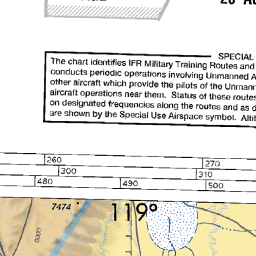 SPECIAL
The chart identifies IFR Military Training Routes and
conducts periodic operations involving Unmanned A
other aircraft which provide the pilots of the Unmann
aircraft operations near them. Status of these routes
on designated frequencies along the routes and as d
are shown by the Special Use Airspace symbol. Altit
260 270
300 310
480 490 500
7474 119°
6000